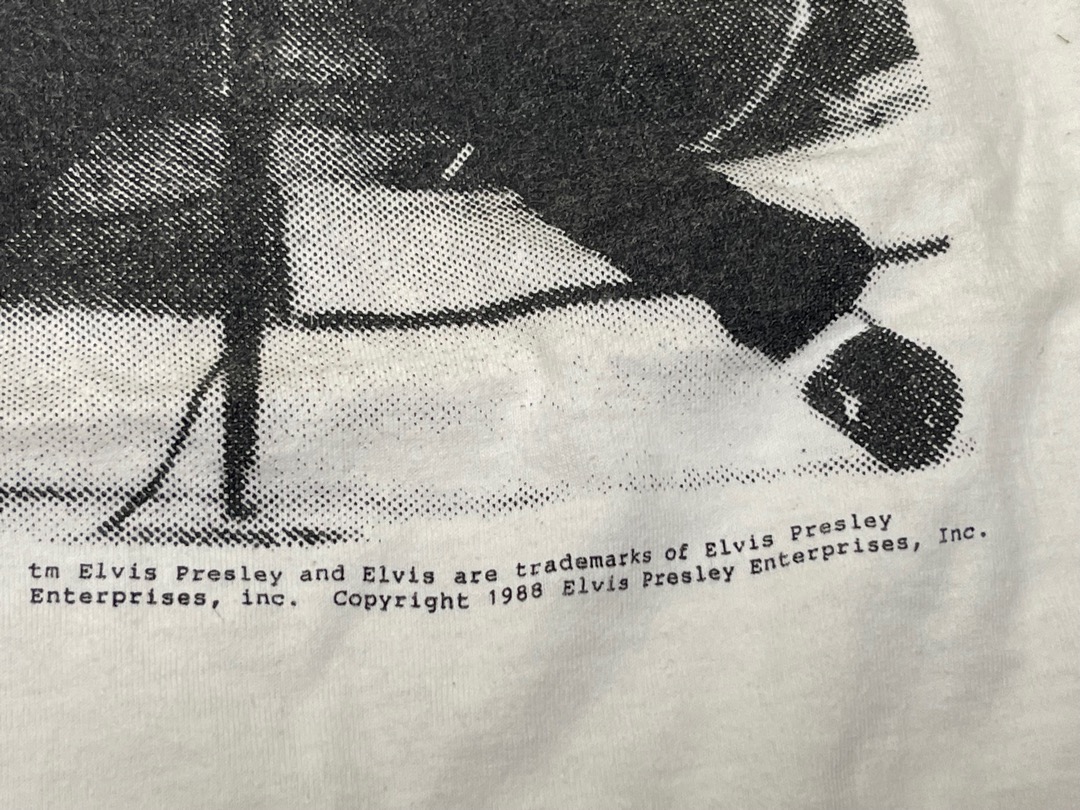 tm Elvis Presley and Elvis are trademarks of Elvis Presley
Enterprises, inc. Copyright 1988 Elvis Presley Enterprises, Inc.